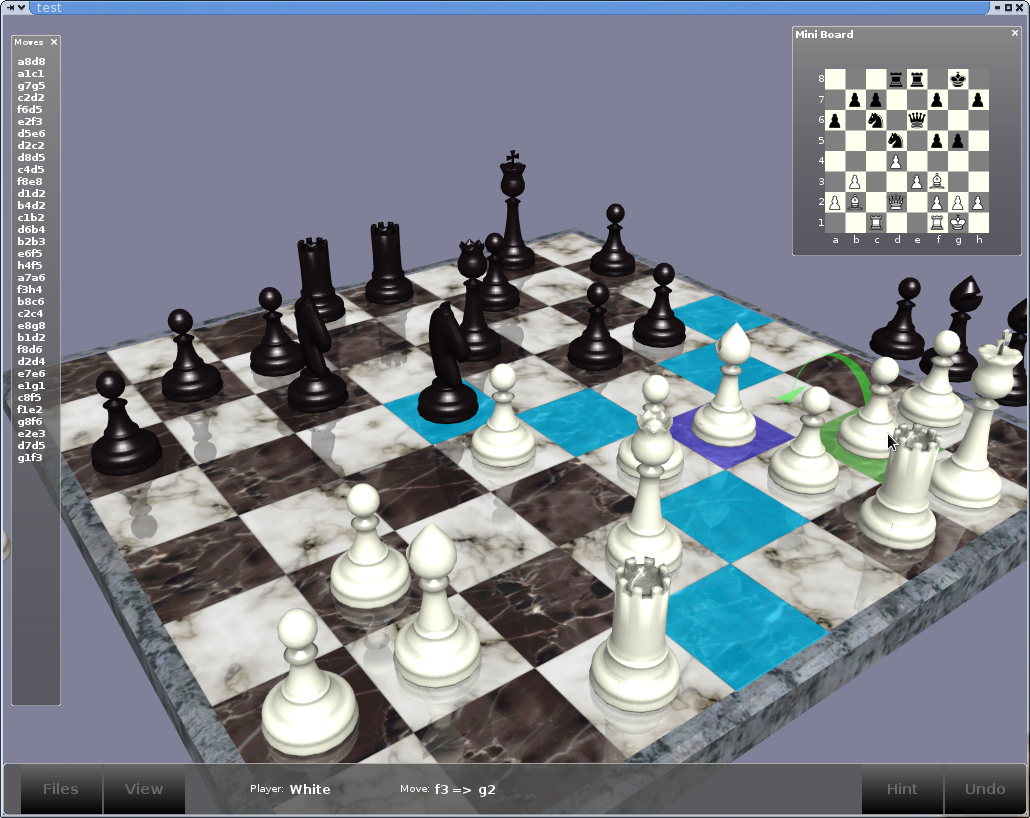 test
Moves
a8d8
a1c1
g7g5
c2d2
f6d5
e2f3
d5e6
d2c2
d8d5
c4d5
f8e8
d1d2
b4d2
c1b2
d6b4
b2b3
e6f5
h4f5
a7a6
f3h4
b8c6
c2c4
e8g8
b1d2
f8d6
d2d4
e7e6
e1g1
c8f5
f1e2
g8f6
e2e3
d7d5
g1f3
Mini Board
8
7
6
5
4
3
2
1
a b c d e f g h
Files View Player: White Move: f3 => g2 Hint Undo